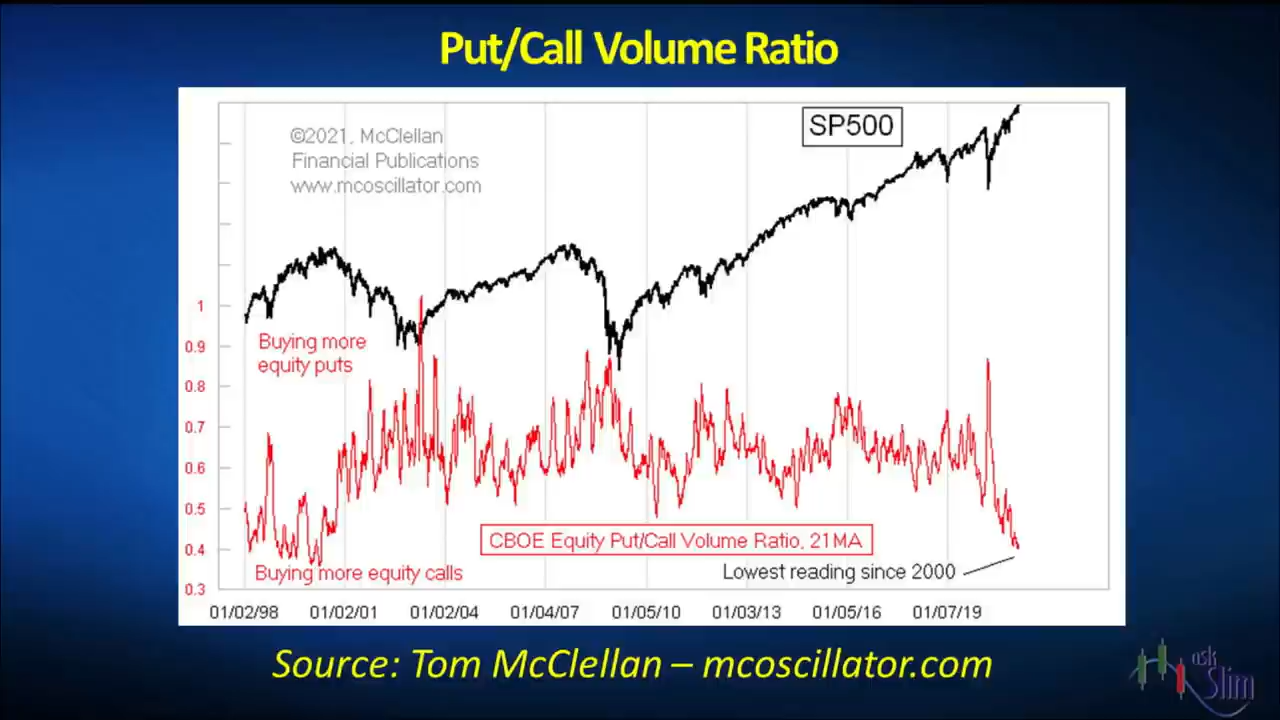 Put/Call Volume Ratio
©2021, McClellan
Financial Publications
www.mcoscillator.com
SP500
1
0.9
0.8
0.7
0.6
0.5
0.4
0.3
Buying more
equity puts
CBOE Equity Put/Call Volume Ratio, 21MA
Buying more equity calls
Lowest reading since 2000
01/02/98 01/02/01 01/02/04 01/04/07 01/05/10 01/03/13 01/05/16 01/07/19
Source: Tom McClellan – mcoscillator.com
ask
Slim